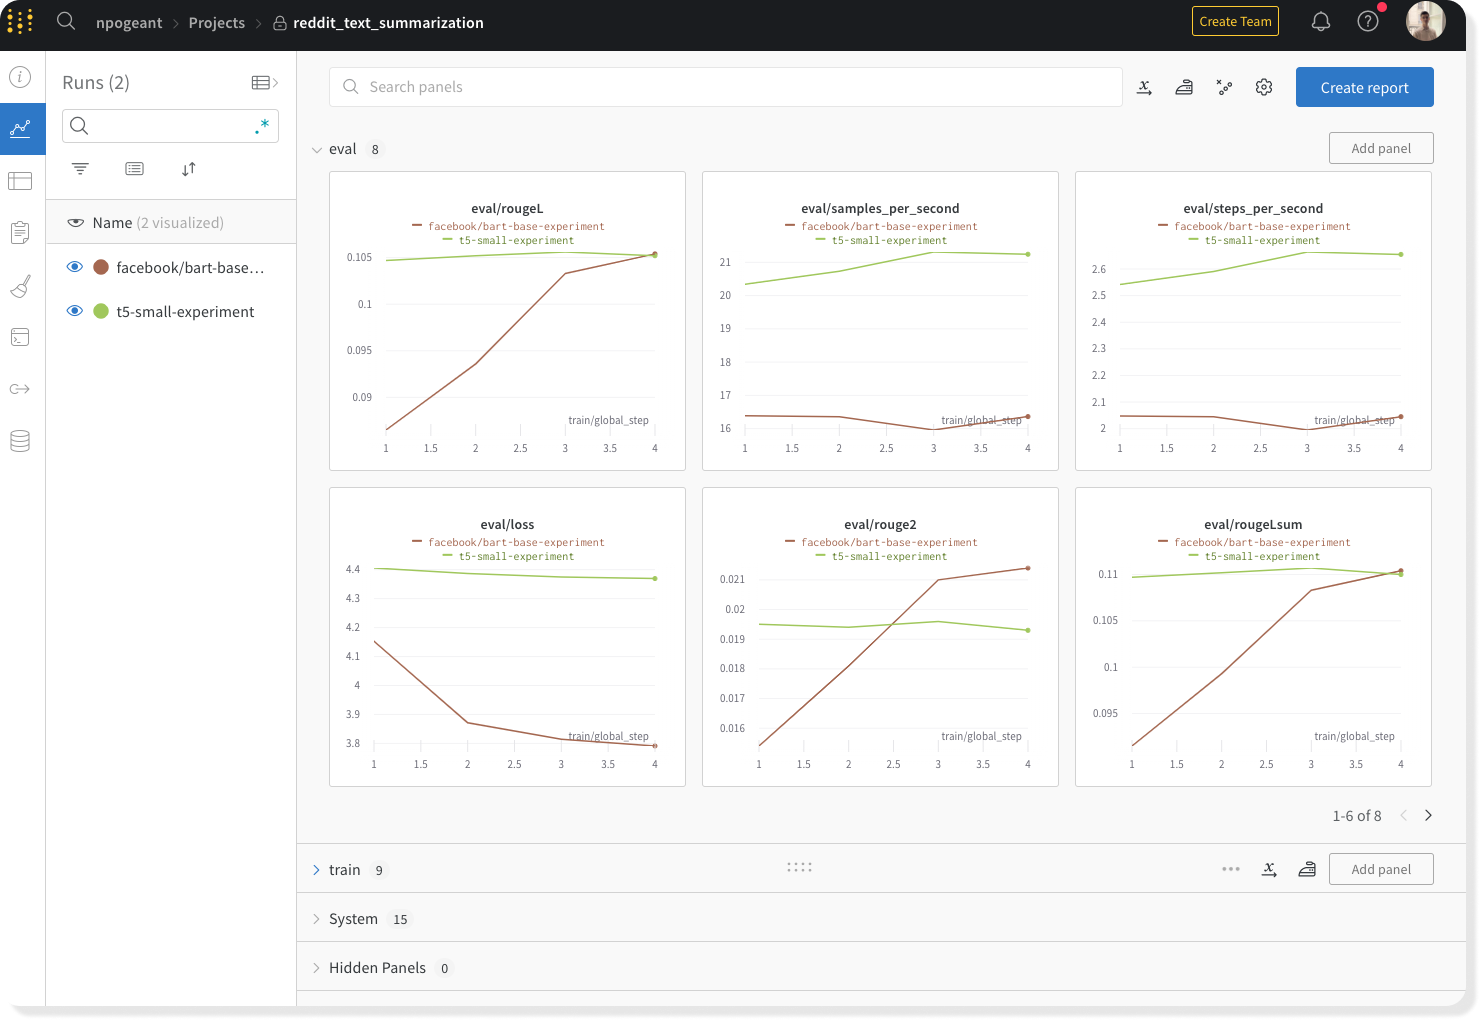 npogeant > Projects > reddit_text_summarization
Create Team
Runs (2)
.*
Name (2 visualized)
facebook/bart-base...
t5-small-experiment
Search panels
Create report
eval 8
Add panel
eval/rougeL
facebook/bart-base-experiment
t5-small-experiment
0.105
0.1
0.095
0.09
train/global_step
1 1.5 2 2.5 3 3.5 4
eval/samples_per_second
facebook/bart-base-experiment
t5-small-experiment
21
20
19
18
17
16
train/global_step
1 1.5 2 2.5 3 3.5 4
eval/steps_per_second
facebook/bart-base-experiment
t5-small-experiment
2.6
2.5
2.4
2.3
2.2
2.1
2
train/global_step
1 1.5 2 2.5 3 3.5 4
eval/loss
facebook/bart-base-experiment
t5-small-experiment
4.4
4.3
4.2
4.1
4
3.9
3.8
train/global_step
1 1.5 2 2.5 3 3.5 4
eval/rouge2
facebook/bart-base-experiment
t5-small-experiment
0.021
0.02
0.019
0.018
0.017
0.016
train/global_step
1 1.5 2 2.5 3 3.5 4
eval/rougeLsum
facebook/bart-base-experiment
t5-small-experiment
0.11
0.105
0.1
0.095
train/global_step
1 1.5 2 2.5 3 3.5 4
1-6 of 8
train 9
Add panel
System 15
Hidden Panels 0